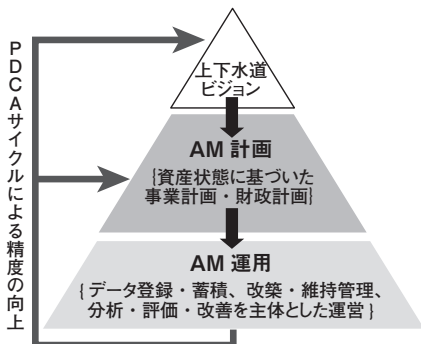 PDCAサイクルによる精度の向上
上下水道
ビジョン
AM 計画
{資産状態に基づいた
事業計画・財政計画}
AM 運用
{データ登録・蓄積、改築・維持管理、
分析・評価・改善を主体とした運営}